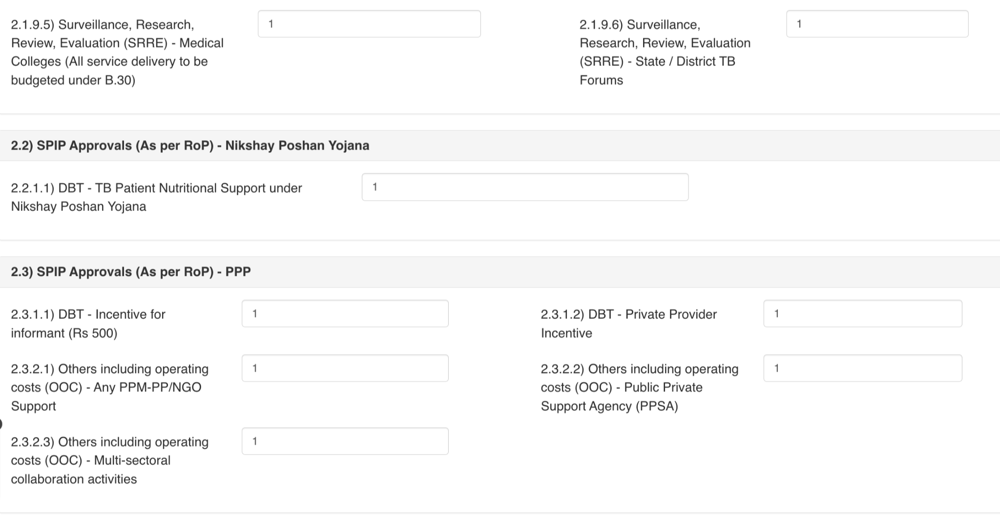 2.1.9.5) Surveillance, Research,
Review, Evaluation (SRRE) - Medical
Colleges (All service delivery to be
budgeted under B.30)
1
2.1.9.6) Surveillance,
Research, Review, Evaluation
(SRRE) - State / District TB
Forums
1
2.2) SPIP Approvals (As per RoP) - Nikshay Poshan Yojana
2.2.1.1) DBT - TB Patient Nutritional Support under
Nikshay Poshan Yojana
1
2.3) SPIP Approvals (As per RoP) - PPP
2.3.1.1) DBT - Incentive for
informant (Rs 500)
1
2.3.1.2) DBT - Private Provider
Incentive
1
2.3.2.1) Others including operating
costs (OOC) - Any PPM-PP/NGO
Support
1
2.3.2.2) Others including operating
costs (OOC) - Public Private
Support Agency (PPSA)
1
2.3.2.3) Others including operating
costs (OOC) - Multi-sectoral
collaboration activities
1